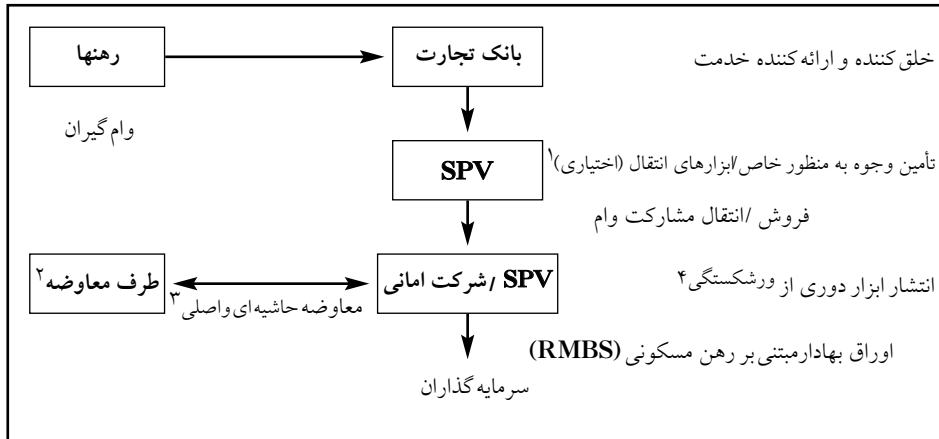 خلق‌کننده و ارائه‌کننده خدمت
بانک تجارت
رهنها
وام‌گیران
تأمین وجوه به منظور خاص/ابزارهای انتقال (اختیاری)۱
SPV
فروش /انتقال مشارکت وام
انتشار ابزار دوری از ورشکستگی۴
SPV /شرکت امانی
طرف معاوضه۲
معاوضه حاشیه‌ای واصلی۳
اوراق بهادارمبتنی بر رهن مسکونی (RMBS)
سرمایه‌گذاران